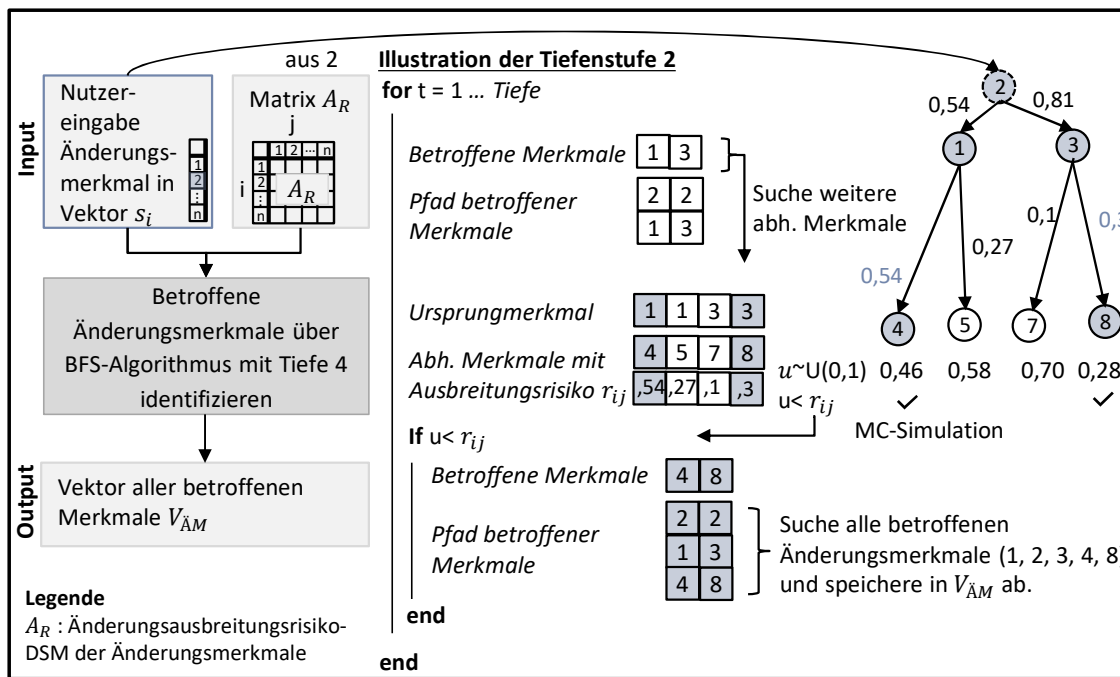 aus 2
Illustration der Tiefenstufe 2
Input
Nutzer-
eingabe
Änderungs-
merkmal in
Vektor s_i
1
2
⋮
n
Matrix A_R
j
1 2 ... n
i
1
2
⋮
n
A_R
Betroffene
Änderungsmerkmale über
BFS-Algorithmus mit Tiefe 4
identifizieren
Output
Vektor aller betroffenen
Merkmale V_ÄM
Legende
A_R : Änderungsausbreitungsrisiko-
DSM der Änderungsmerkmale
for t = 1 ... Tiefe
Betroffene Merkmale 1 3
Pfad betroffener
Merkmale
2 2
1 3
Suche weitere
abh. Merkmale
Ursprungmerkmal 1 1 3 3
Abh. Merkmale mit 4 5 7 8
Ausbreitungsrisiko r_ij ,54 ,27 ,1 ,3
If u< r_ij
Betroffene Merkmale 4 8
Pfad betroffener
Merkmale
2 2
1 3
4 8
Suche alle betroffenen
Änderungsmerkmale (1, 2, 3, 4, 8
und speichere in V_ÄM ab.
end
end
2
0,54 0,81
1 3
0,54 0,27 0,1
4 5 7 8
u~U(0,1) 0,46 0,58 0,70 0,28
u< r_ij ✓ ✓
MC-Simulation